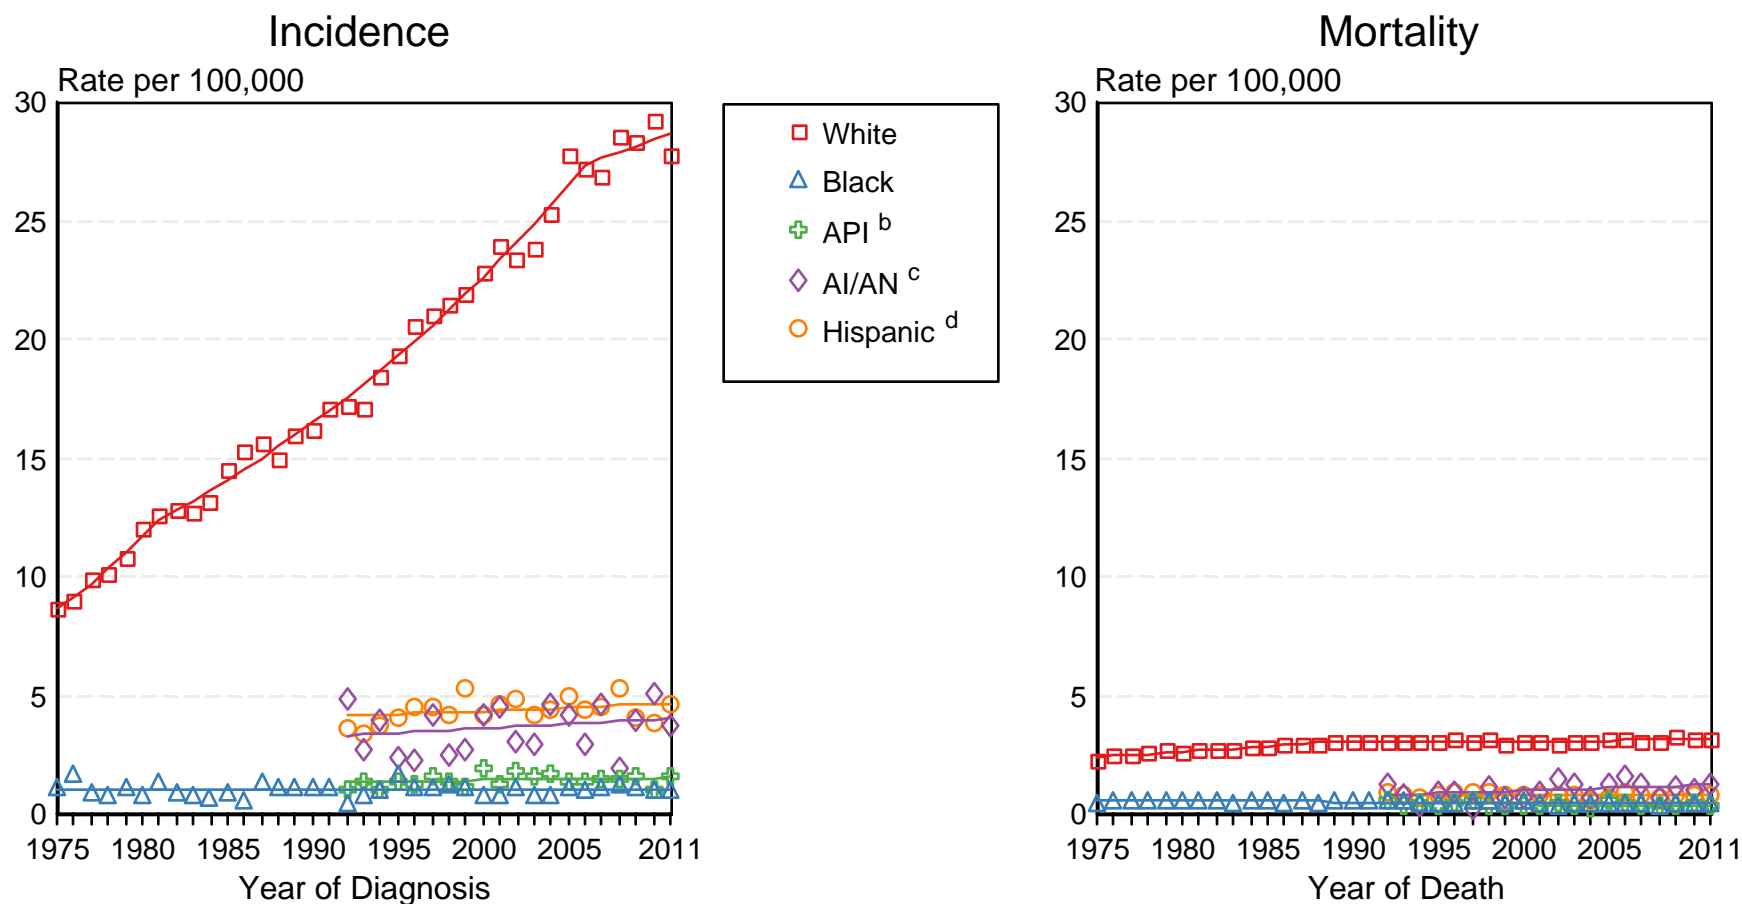 Incidence
Mortality
Rate per 100,000
30
25
20
15
10
5
0
1975 1980 1985 1990 1995 2000 2005 2011
Year of Diagnosis
White
Black
API b
AI/AN c
Hispanic d
Rate per 100,000
30
25
20
15
10
5
0
1975 1980 1985 1990 1995 2000 2005 2011
Year of Death